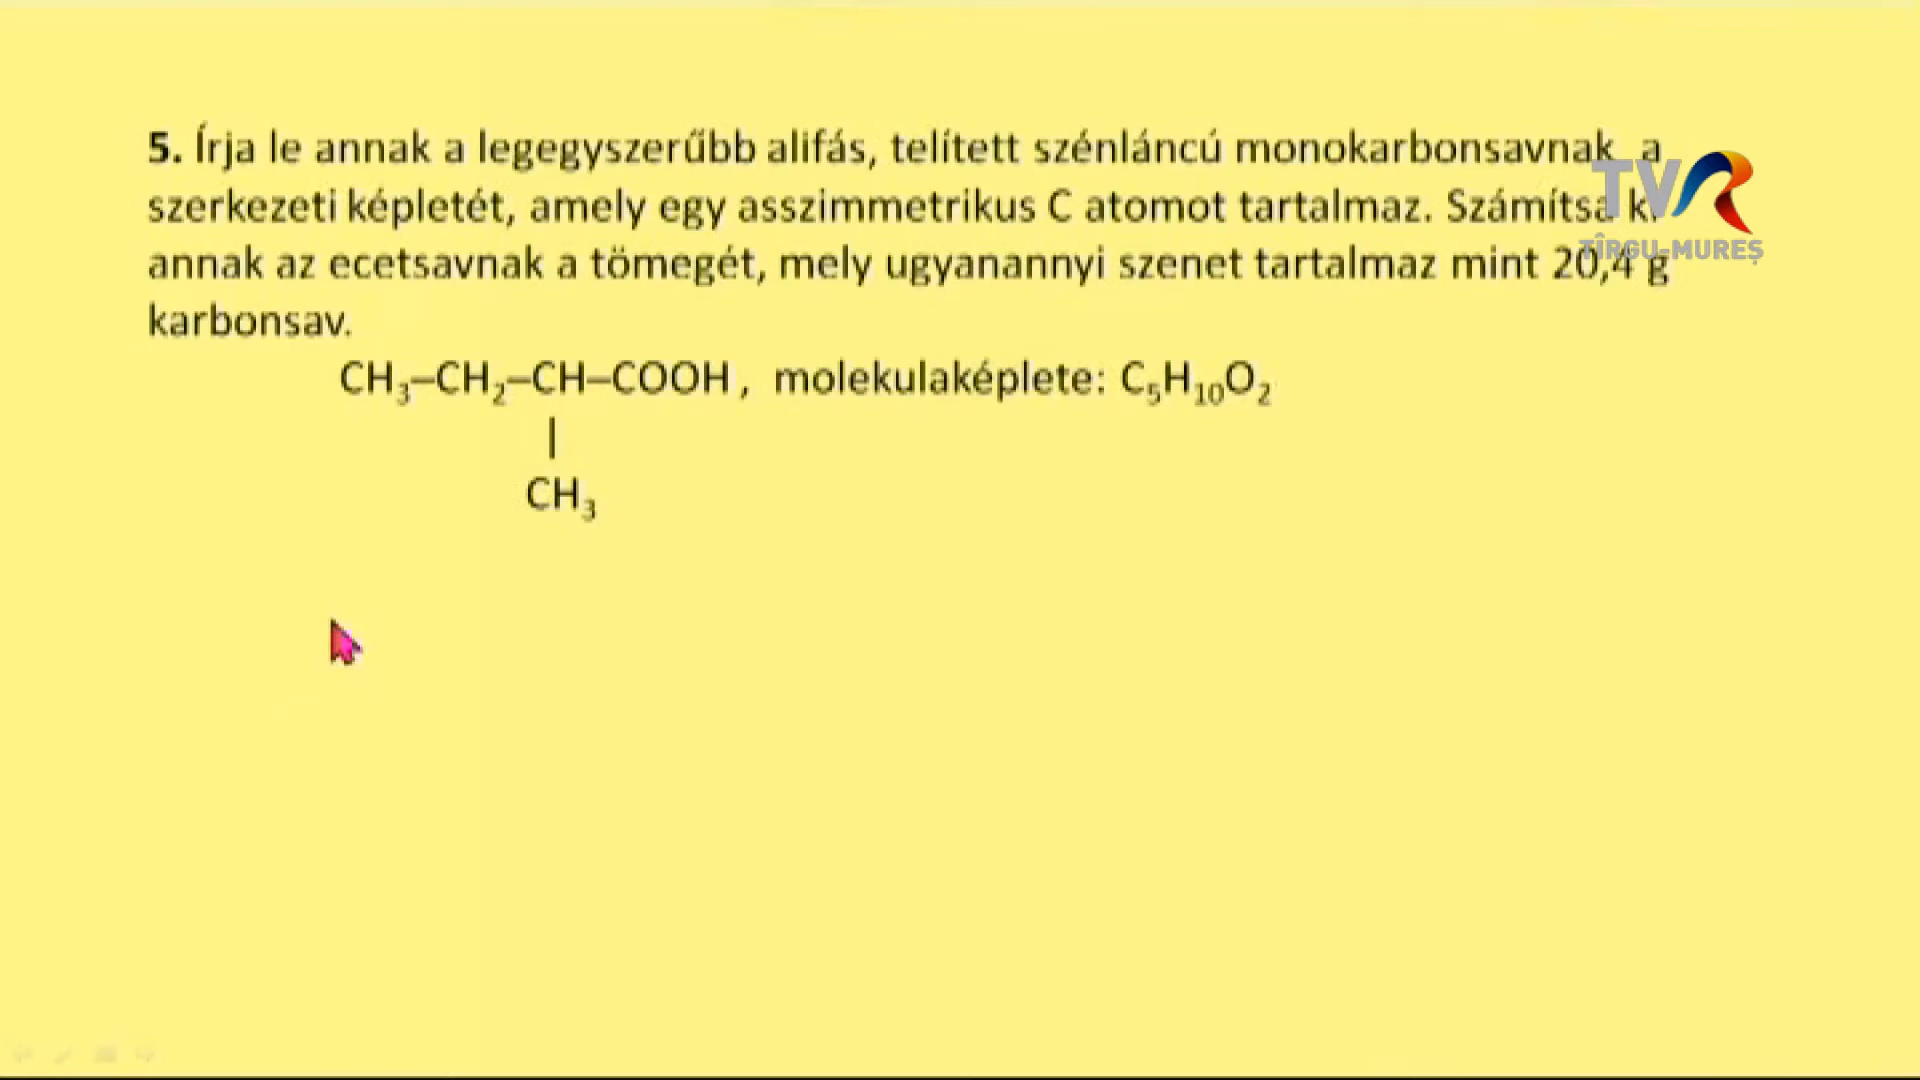 5. Írja le annak a legegyszerűbb alifás, telített szénláncú monokarbonsavnak a
szerkezeti képletét, amely egy asszimmetrikus C atomot tartalmaz. Számítsa ki
annak az ecetsavnak a tömegét, mely ugyanannyi szenet tartalmaz mint 20,4 g
karbonsav.
CH₃–CH₂–CH–COOH, molekulaképlete: C₅H₁₀O₂
|
CH₃
TVR
TÎRGU-MUREȘ